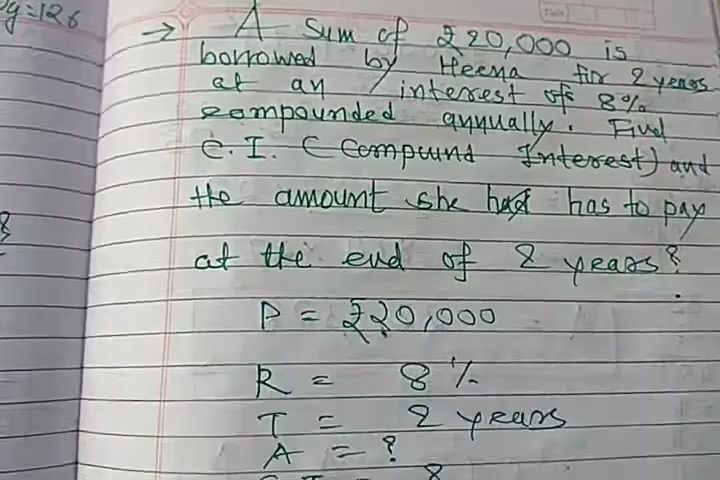 y=126
→ A sum of ₹20,000 is
borrowed by Heena for 2 years
at an interest of 8%
compounded annually. Find
C.I. (Compound Interest) and
the amount she has to pay
at the end of 2 years?
P = ₹20,000
R = 8%
T = 2 years
A = ?